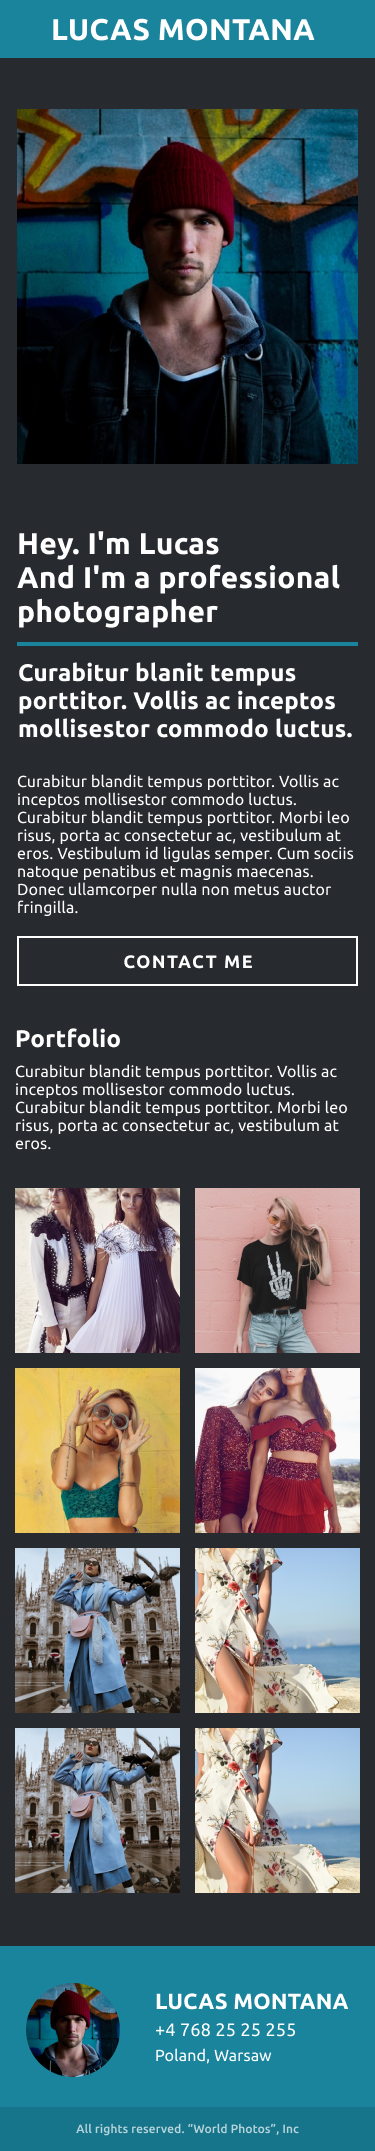 LUCAS MONTANA
Hey. I'm Lucas
And I'm a professional
photographer
Curabitur blanit tempus
porttitor. Vollis ac inceptos
mollisestor commodo luctus.
Curabitur blandit tempus porttitor. Vollis ac
inceptos mollisestor commodo luctus.
Curabitur blandit tempus porttitor. Morbi leo
risus, porta ac consectetur ac, vestibulum at
eros. Vestibulum id ligulas semper. Cum sociis
natoque penatibus et magnis maecenas.
Donec ullamcorper nulla non metus auctor
fringilla.
CONTACT ME
Portfolio
Curabitur blandit tempus porttitor. Vollis ac
inceptos mollisestor commodo luctus.
Curabitur blandit tempus porttitor. Morbi leo
risus, porta ac consectetur ac, vestibulum at
eros.
LUCAS MONTANA
+4 768 25 25 255
Poland, Warsaw
All rights reserved. “World Photos”, Inc